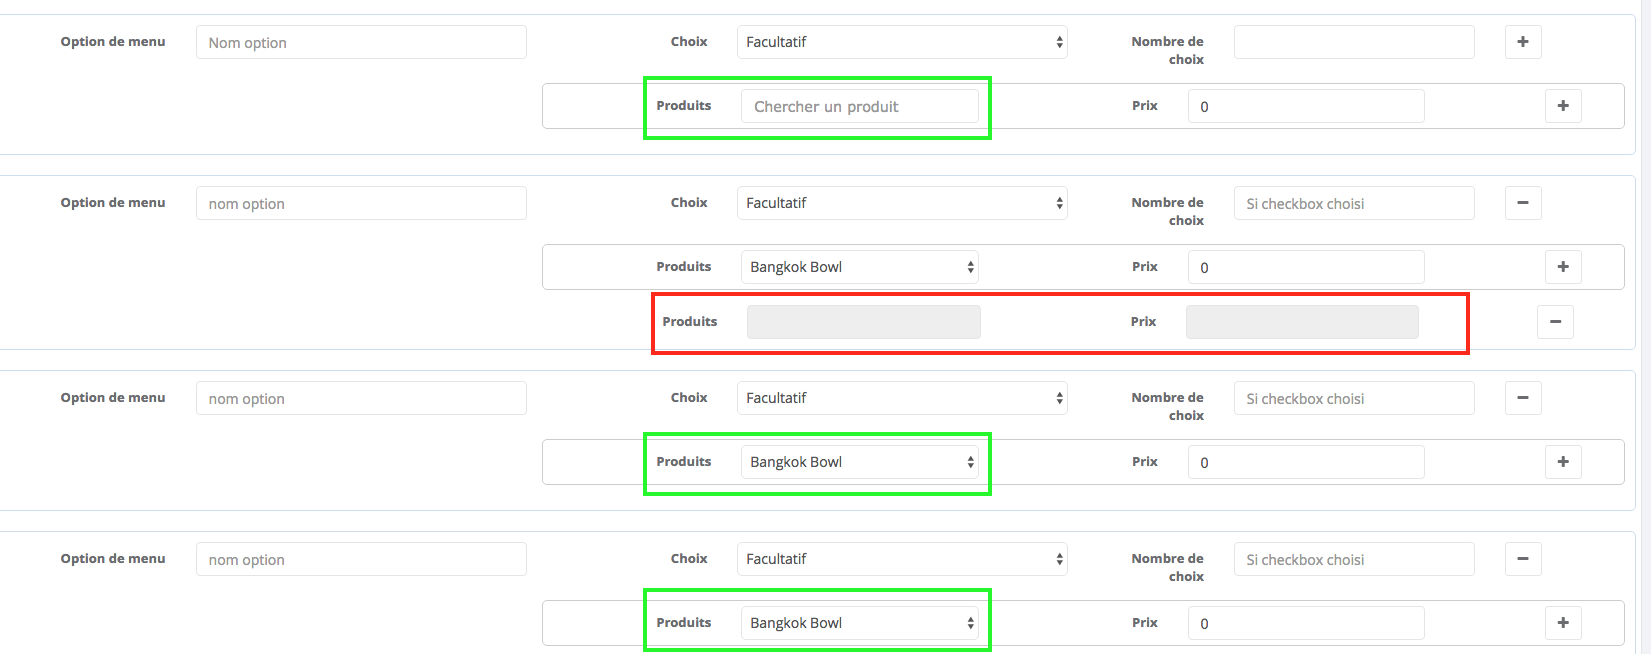 Option de menu Nom option Choix Facultatif Nombre de choix +
Produits Chercher un produit Prix 0 +
Option de menu nom option Choix Facultatif Nombre de choix Si checkbox choisi −
Produits Bangkok Bowl Prix 0 +
Produits Prix −
Option de menu nom option Choix Facultatif Nombre de choix Si checkbox choisi −
Produits Bangkok Bowl Prix 0 +
Option de menu nom option Choix Facultatif Nombre de choix Si checkbox choisi −
Produits Bangkok Bowl Prix 0 +